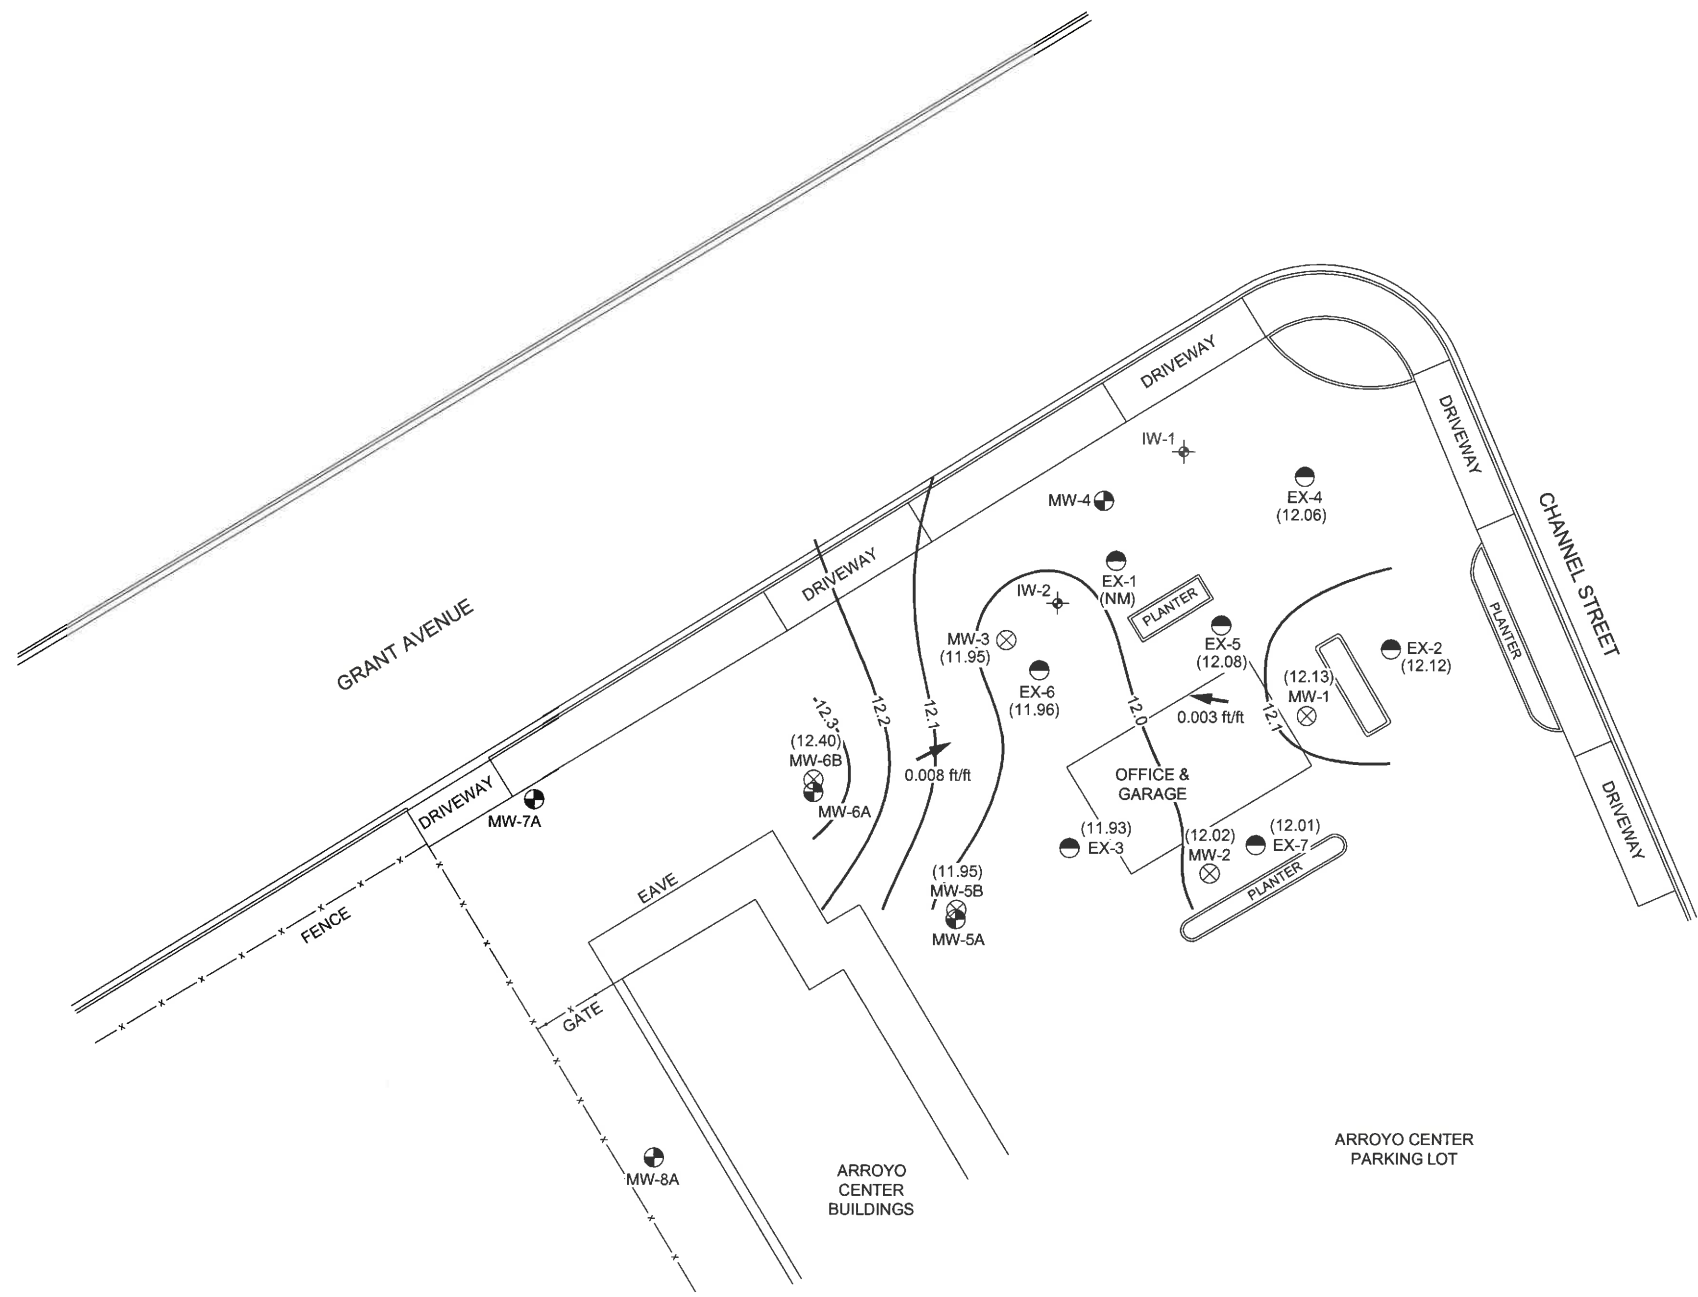 DRIVEWAY
DRIVEWAY
IW-1
MW-4
EX-4
(12.06)
CHANNEL STREET
DRIVEWAY
EX-1
(NM)
IW-2
PLANTER
PLANTER
GRANT AVENUE
MW-3
(11.95)
EX-5
(12.08)
EX-2
(12.12)
EX-6
(11.96)
(12.13)
MW-1
12.3
12.2
12.1
12.0
12.1
0.003 ft/ft
(12.40)
MW-6B
MW-6A
0.008 ft/ft
OFFICE &
GARAGE
DRIVEWAY
MW-7A
DRIVEWAY
(11.93)
EX-3
(12.02)
MW-2
(12.01)
EX-7
PLANTER
(11.95)
MW-5B
MW-5A
EAVE
FENCE
GATE
MW-8A
ARROYO
CENTER
BUILDINGS
ARROYO CENTER
PARKING LOT